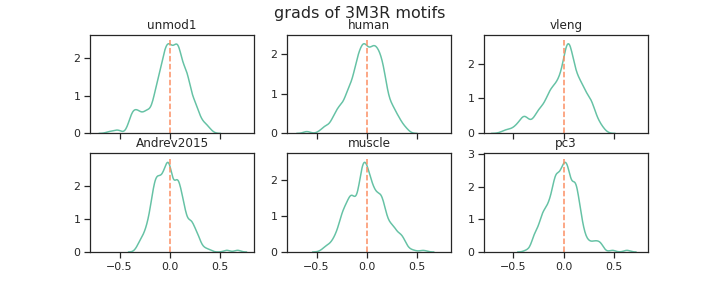 grads of 3M3R motifs
unmod1 human vleng
2 2 2
1 1 1
0 0 0
Andrev2015 muscle pc3
3
2 2 2
1 1 1
0 0 0
−0.5 0.0 0.5 −0.5 0.0 0.5 −0.5 0.0 0.5